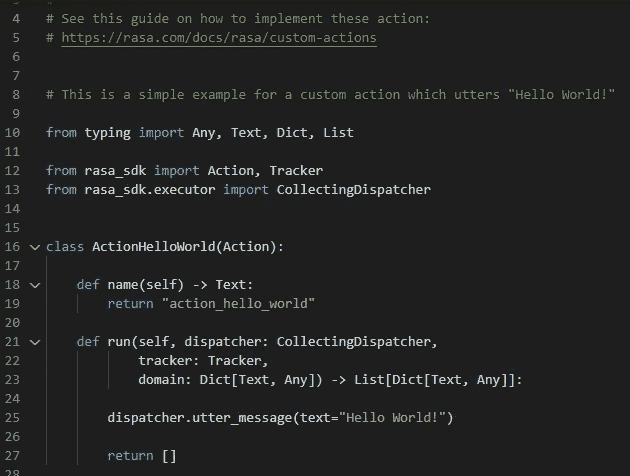 4 # See this guide on how to implement these action:
5 # https://rasa.com/docs/rasa/custom-actions
6
7
8 # This is a simple example for a custom action which utters "Hello World!"
9
10 from typing import Any, Text, Dict, List
11
12 from rasa_sdk import Action, Tracker
13 from rasa_sdk.executor import CollectingDispatcher
14
15
16 class ActionHelloWorld(Action):
17
18 def name(self) -> Text:
19 return "action_hello_world"
20
21 def run(self, dispatcher: CollectingDispatcher,
22 tracker: Tracker,
23 domain: Dict[Text, Any]) -> List[Dict[Text, Any]]:
24
25 dispatcher.utter_message(text="Hello World!")
26
27 return []
28